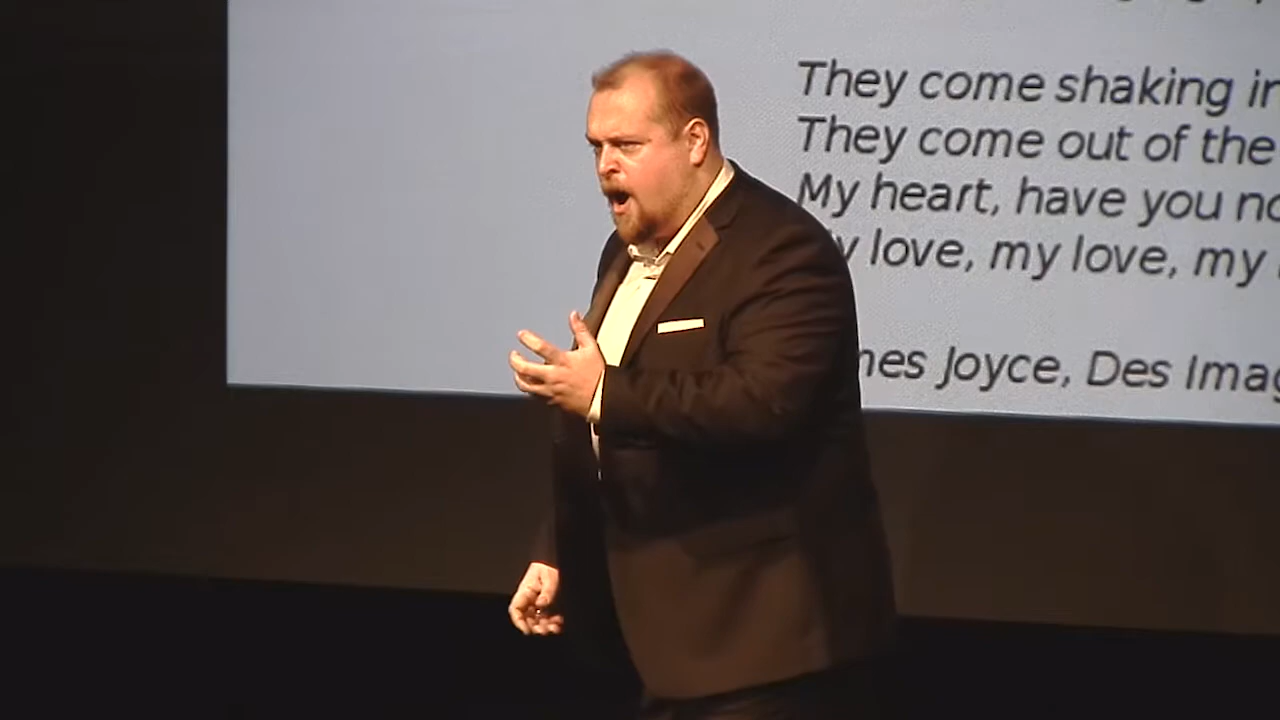 They come shaking in
They come out of the
My heart, have you no
love, my love, my
Joyce, Des Imag